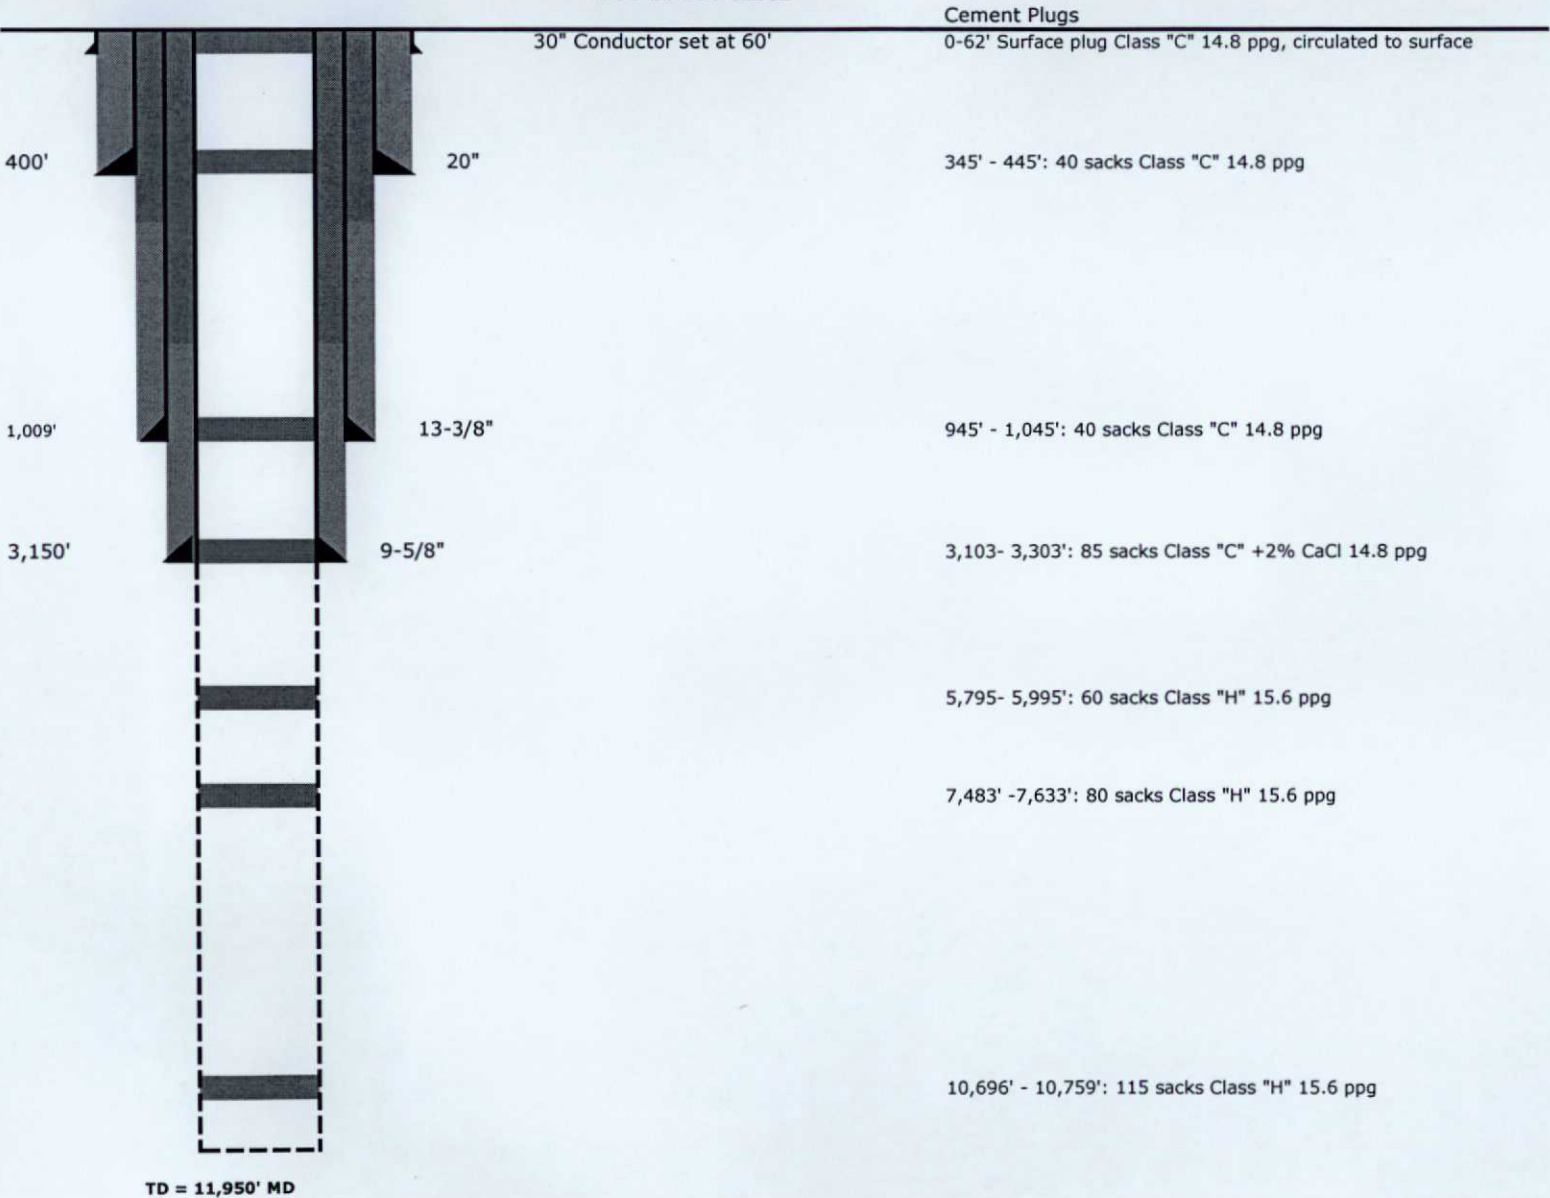 Cement Plugs
30" Conductor set at 60'
0-62' Surface plug Class "C" 14.8 ppg, circulated to surface
400'
20"
345' - 445': 40 sacks Class "C" 14.8 ppg
1,009'
13-3/8"
945' - 1,045': 40 sacks Class "C" 14.8 ppg
3,150'
9-5/8"
3,103- 3,303': 85 sacks Class "C" +2% CaCl 14.8 ppg
5,795- 5,995': 60 sacks Class "H" 15.6 ppg
7,483' -7,633': 80 sacks Class "H" 15.6 ppg
10,696' - 10,759': 115 sacks Class "H" 15.6 ppg
TD = 11,950' MD